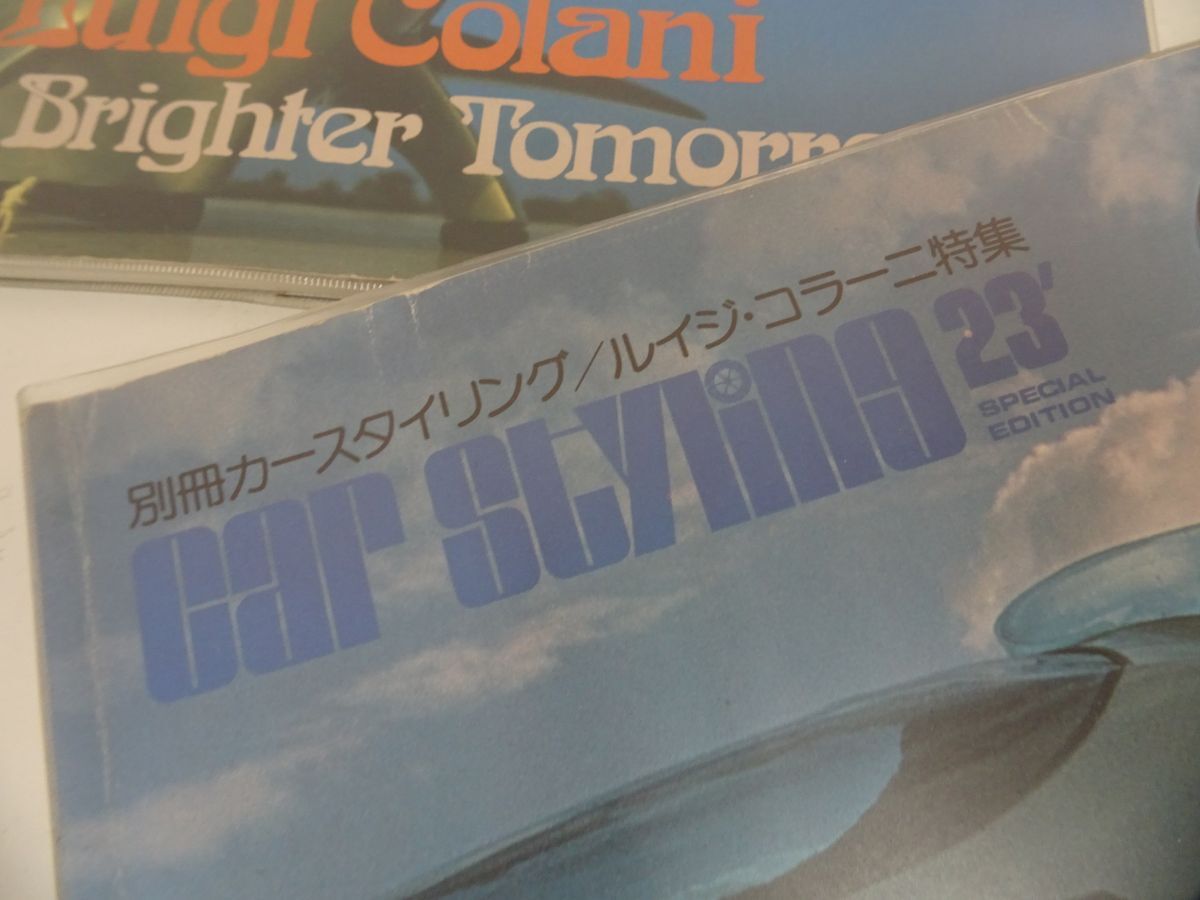 Luigi Colani
Brighter Tomorro
別冊カースタイリング/ルイジ・コラーニ特集
car styling 23'
SPECIAL
EDITION